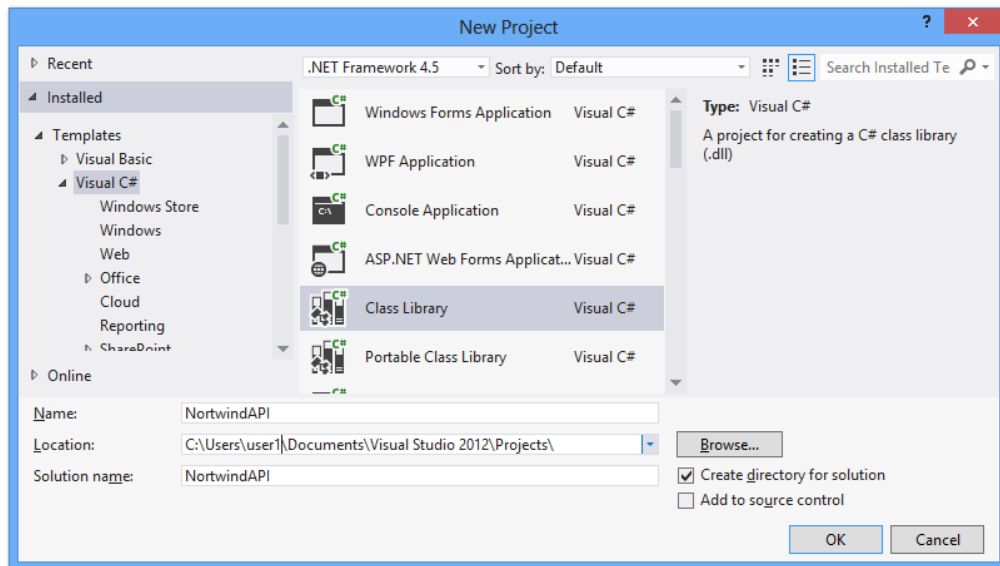 New Project
? ×
Recent
Installed
Templates
Visual Basic
Visual C#
Windows Store
Windows
Web
Office
Cloud
Reporting
SharePoint
Online
.NET Framework 4.5 Sort by: Default Search Installed Te
C# Windows Forms Application Visual C#
C# WPF Application Visual C#
C# C:\ Console Application Visual C#
C# ASP.NET Web Forms Applicat... Visual C#
C# Class Library Visual C#
C# Portable Class Library Visual C#
C#
Type: Visual C#
A project for creating a C# class library
(.dll)
Name: NortwindAPI
Location: C:\Users\user1\Documents\Visual Studio 2012\Projects\ Browse...
Solution name: NortwindAPI
Create directory for solution
Add to source control
OK Cancel